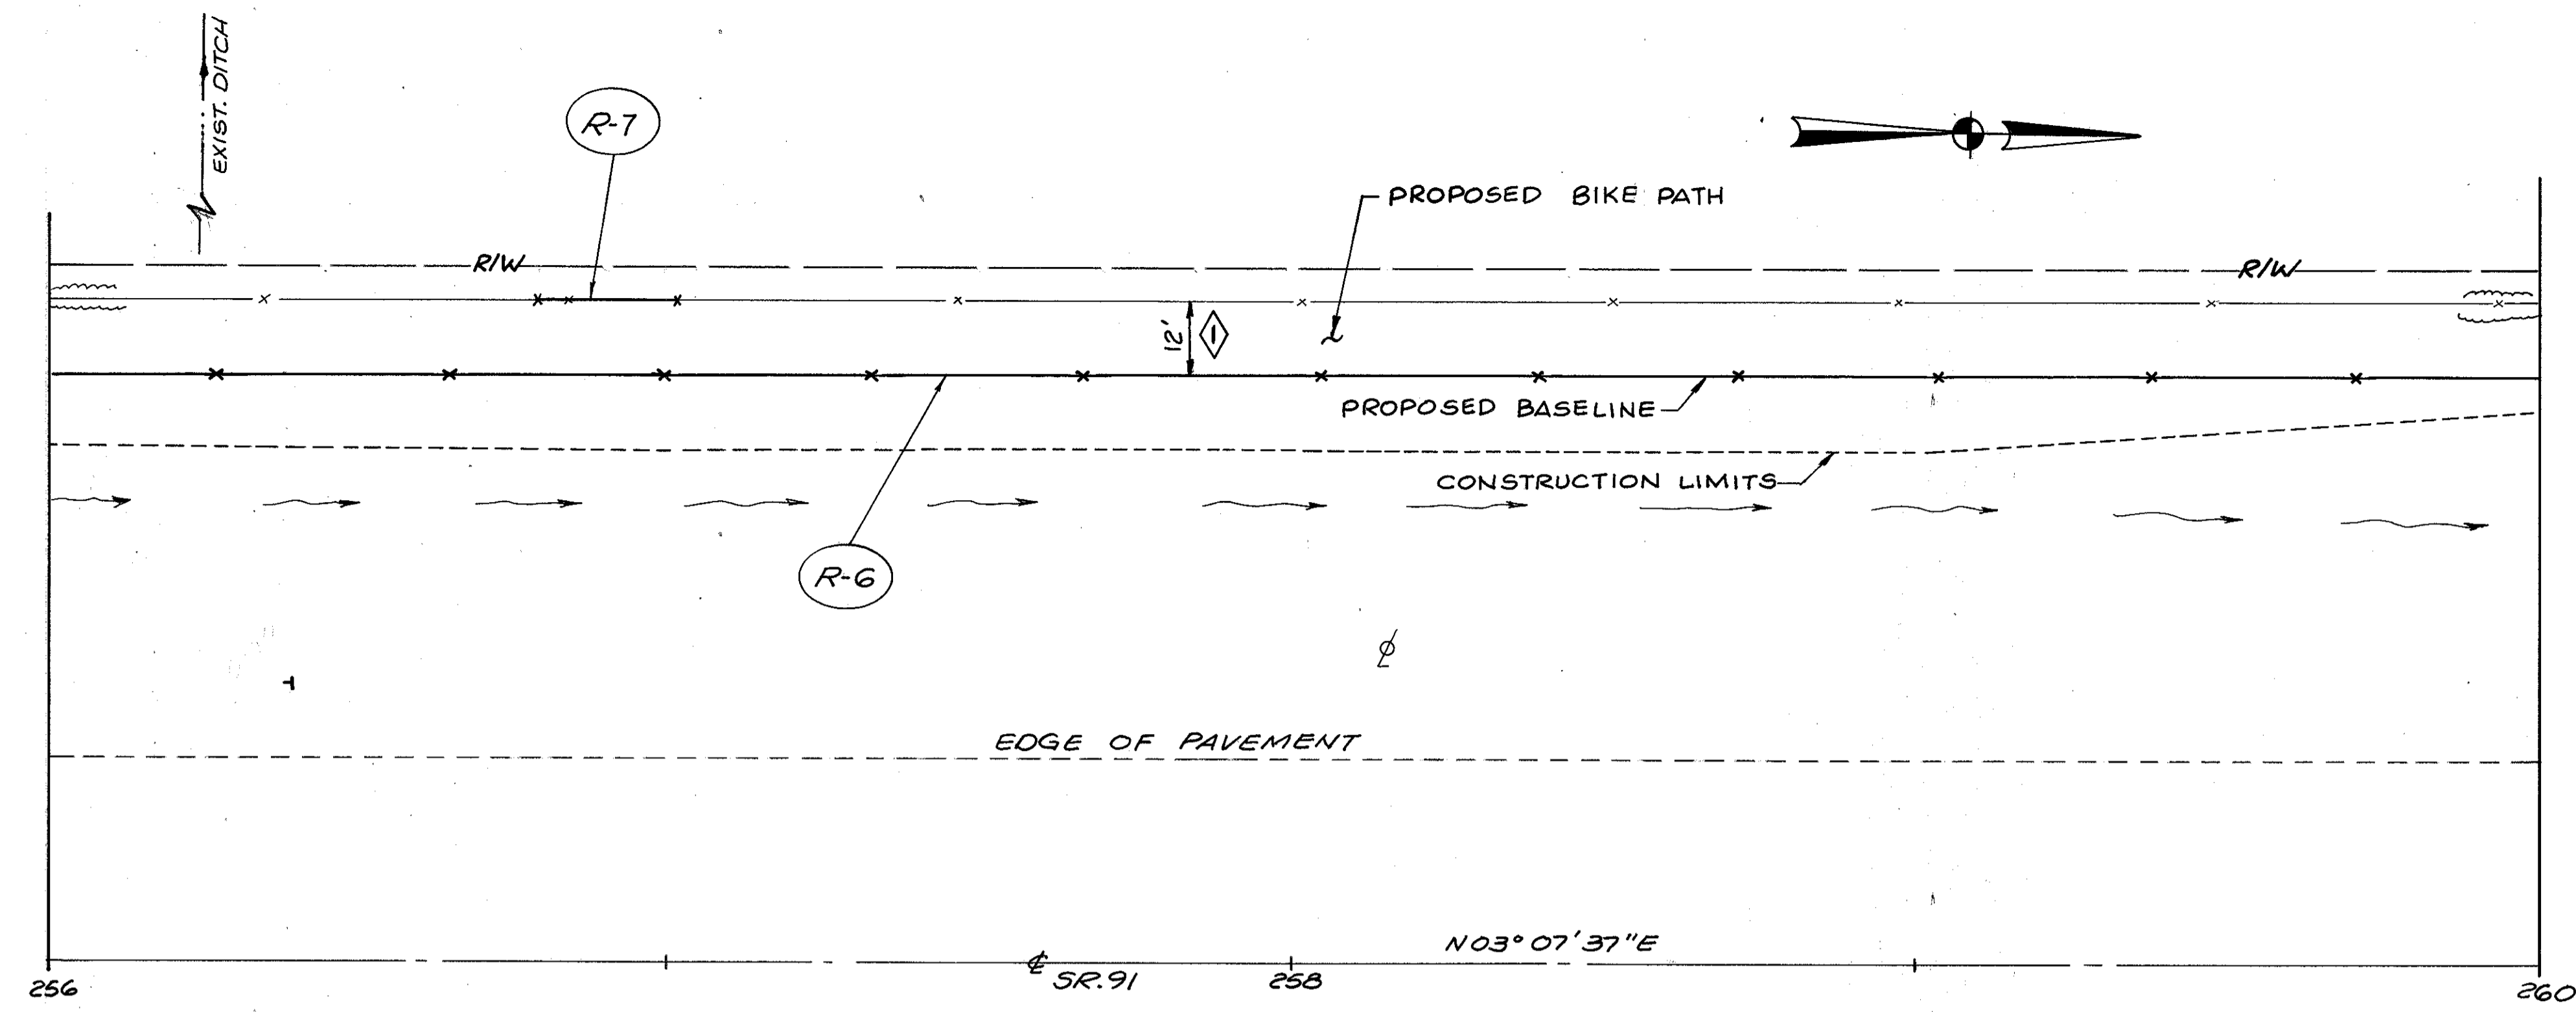 EXIST. DITCH
R-7
PROPOSED BIKE PATH
R/W
R/W
12'
1
PROPOSED BASELINE
CONSTRUCTION LIMITS
R-6
EDGE OF PAVEMENT
N 03° 07' 37" E
℄ SR. 91
256
258
260